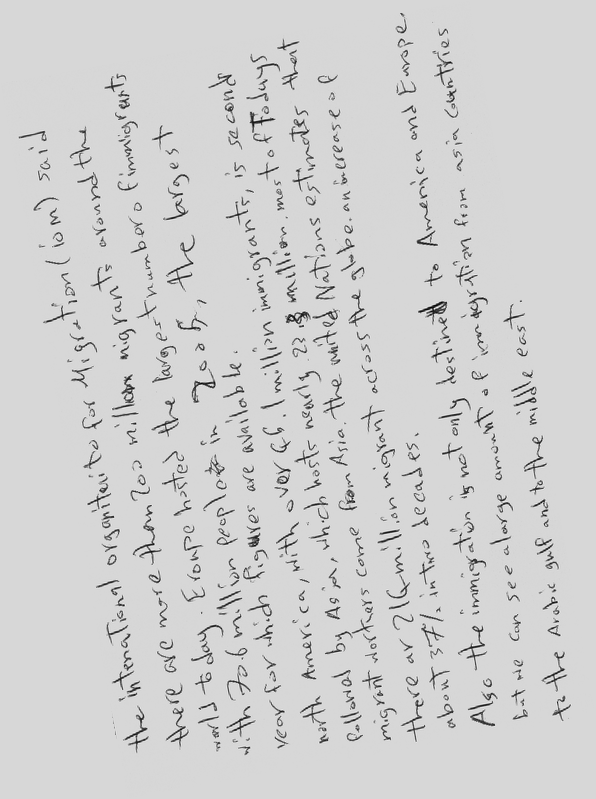 the international organitoito for Migration (iom) said
there are more than 200 million migrants around the
world today. Eroupe hosted the largest number of immigrants
with 70.6 million people in 2005, the largest
year for which figures are available.
north America, with over 45.1 million immigrants, is second
followed by Asia, which hosts nearly 23.3 million. most of Todays
migrant workers come from Asia. the united Nations estimates that
there ar 214 million migrant across the globe. an increase of
about 37% in two decades.
Also the immigration is not only destined to America and Europe.
but we can see a large amount of immigration from asia countries
to the Arabic gulf and to the middle east.